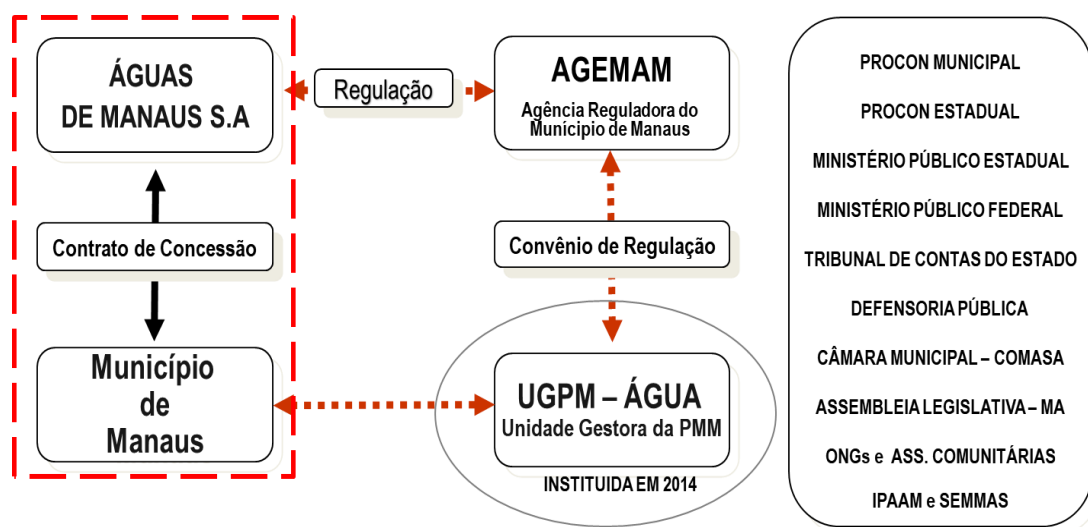 ÁGUAS
DE MANAUS S.A
Regulação
AGEMAM
Agência Reguladora do
Munícipio de Manaus
Contrato de Concessão
Convênio de Regulação
Município
de
Manaus
UGPM – ÁGUA
Unidade Gestora da PMM
INSTITUIDA EM 2014
PROCON MUNICIPAL
PROCON ESTADUAL
MINISTÉRIO PÚBLICO ESTADUAL
MINISTÉRIO PÚBLICO FEDERAL
TRIBUNAL DE CONTAS DO ESTADO
DEFENSORIA PÚBLICA
CÂMARA MUNICIPAL – COMASA
ASSEMBLEIA LEGISLATIVA – MA
ONGs e ASS. COMUNITÁRIAS
IPAAM e SEMMAS